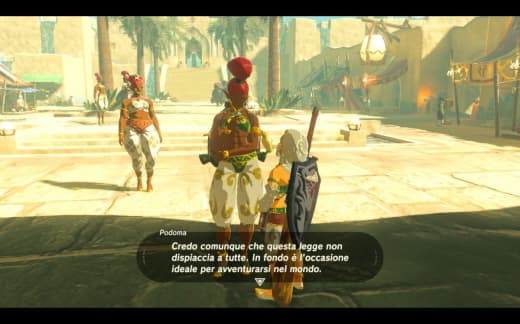 Podoma
Credo comunque che questa legge non
dispiaccia a tutte. In fondo è l'occasione
ideale per avventurarsi nel mondo.